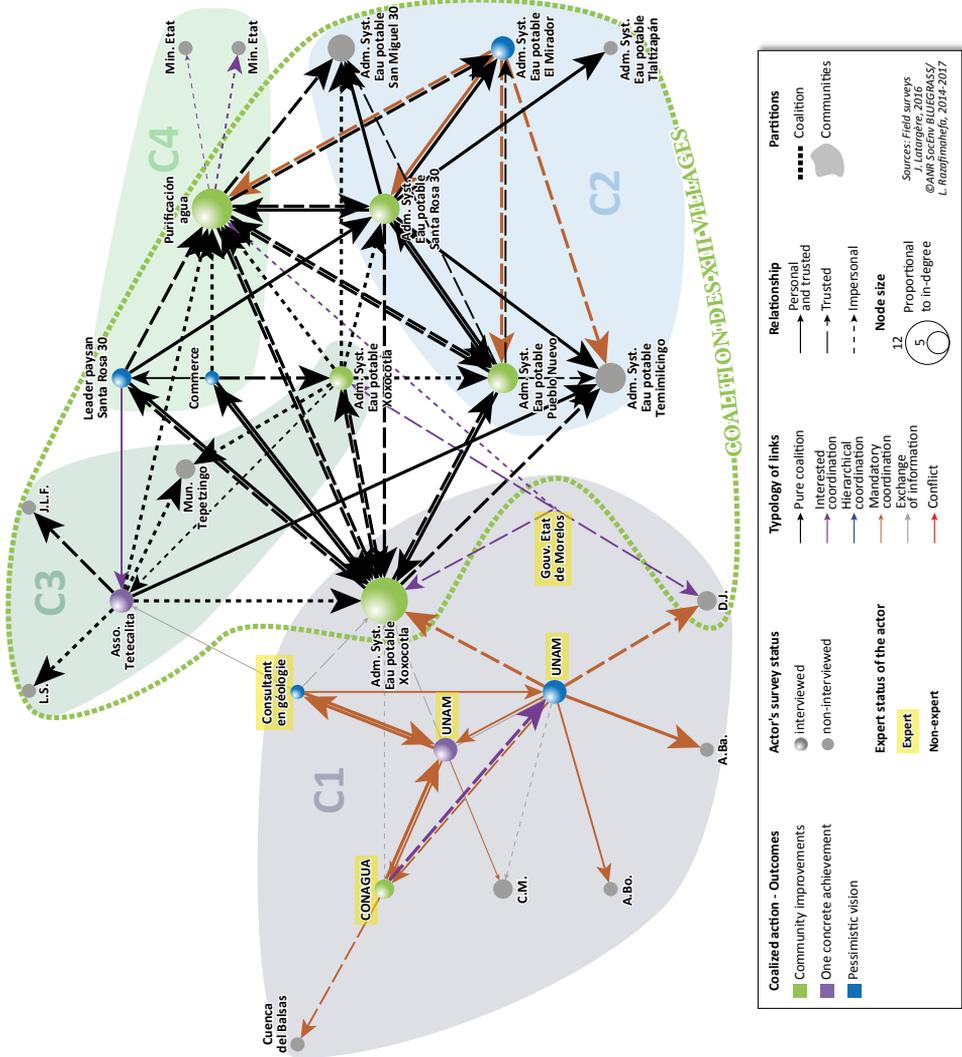 Min. Etat
Min. Etat
C4
Purificación
agua
Adm. Syst.
Eau potable
San Miguel 30
Adm. Syst.
Eau potable
El Mirador
Adm. Syst.
Eau potable
Tlaltizapán
Adm. Syst.
Eau potable
Santa Rosa 30
C2
COALITION DES XIII VILLAGES
Leader paysan
Santa Rosa 30
Commerce
Adm. Syst.
Eau potable
Xoxocotla
Adm. Syst.
Eau potable
Pueblo Nuevo
Adm. Syst.
Eau potable
Temimilcingo
J.L.F.
Mun.
Tepetzingo
C3
Asso.
Tetecalita
L.S.
Gouv. Etat
de Morelos
D.J.
Adm. Syst.
Eau potable
Xoxocotla
Consultant
en géologie
UNAM
UNAM
C1
A.Ba.
CONAGUA
C.M.
A.Bo.
Cuenca
del Balsas
Coalized action - Outcomes
Community improvements
One concrete achievement
Pessimistic vision
Actor's survey status
interviewed
non-interviewed
Expert status of the actor
Expert
Non-expert
Typology of links
Pure coalition
Interested
coordination
Hierarchical
coordination
Mandatory
coordination
Exchange
of information
Conflict
Relationship
Personal
and trusted
Trusted
Impersonal
Node size
12
5
Proportional
to in-degree
Partitions
Coalition
Communities
Sources: Field surveys
J. Latargère, 2016
©ANR SocEnv BLUEGRASS/
L. Razafimahefa, 2014-2017